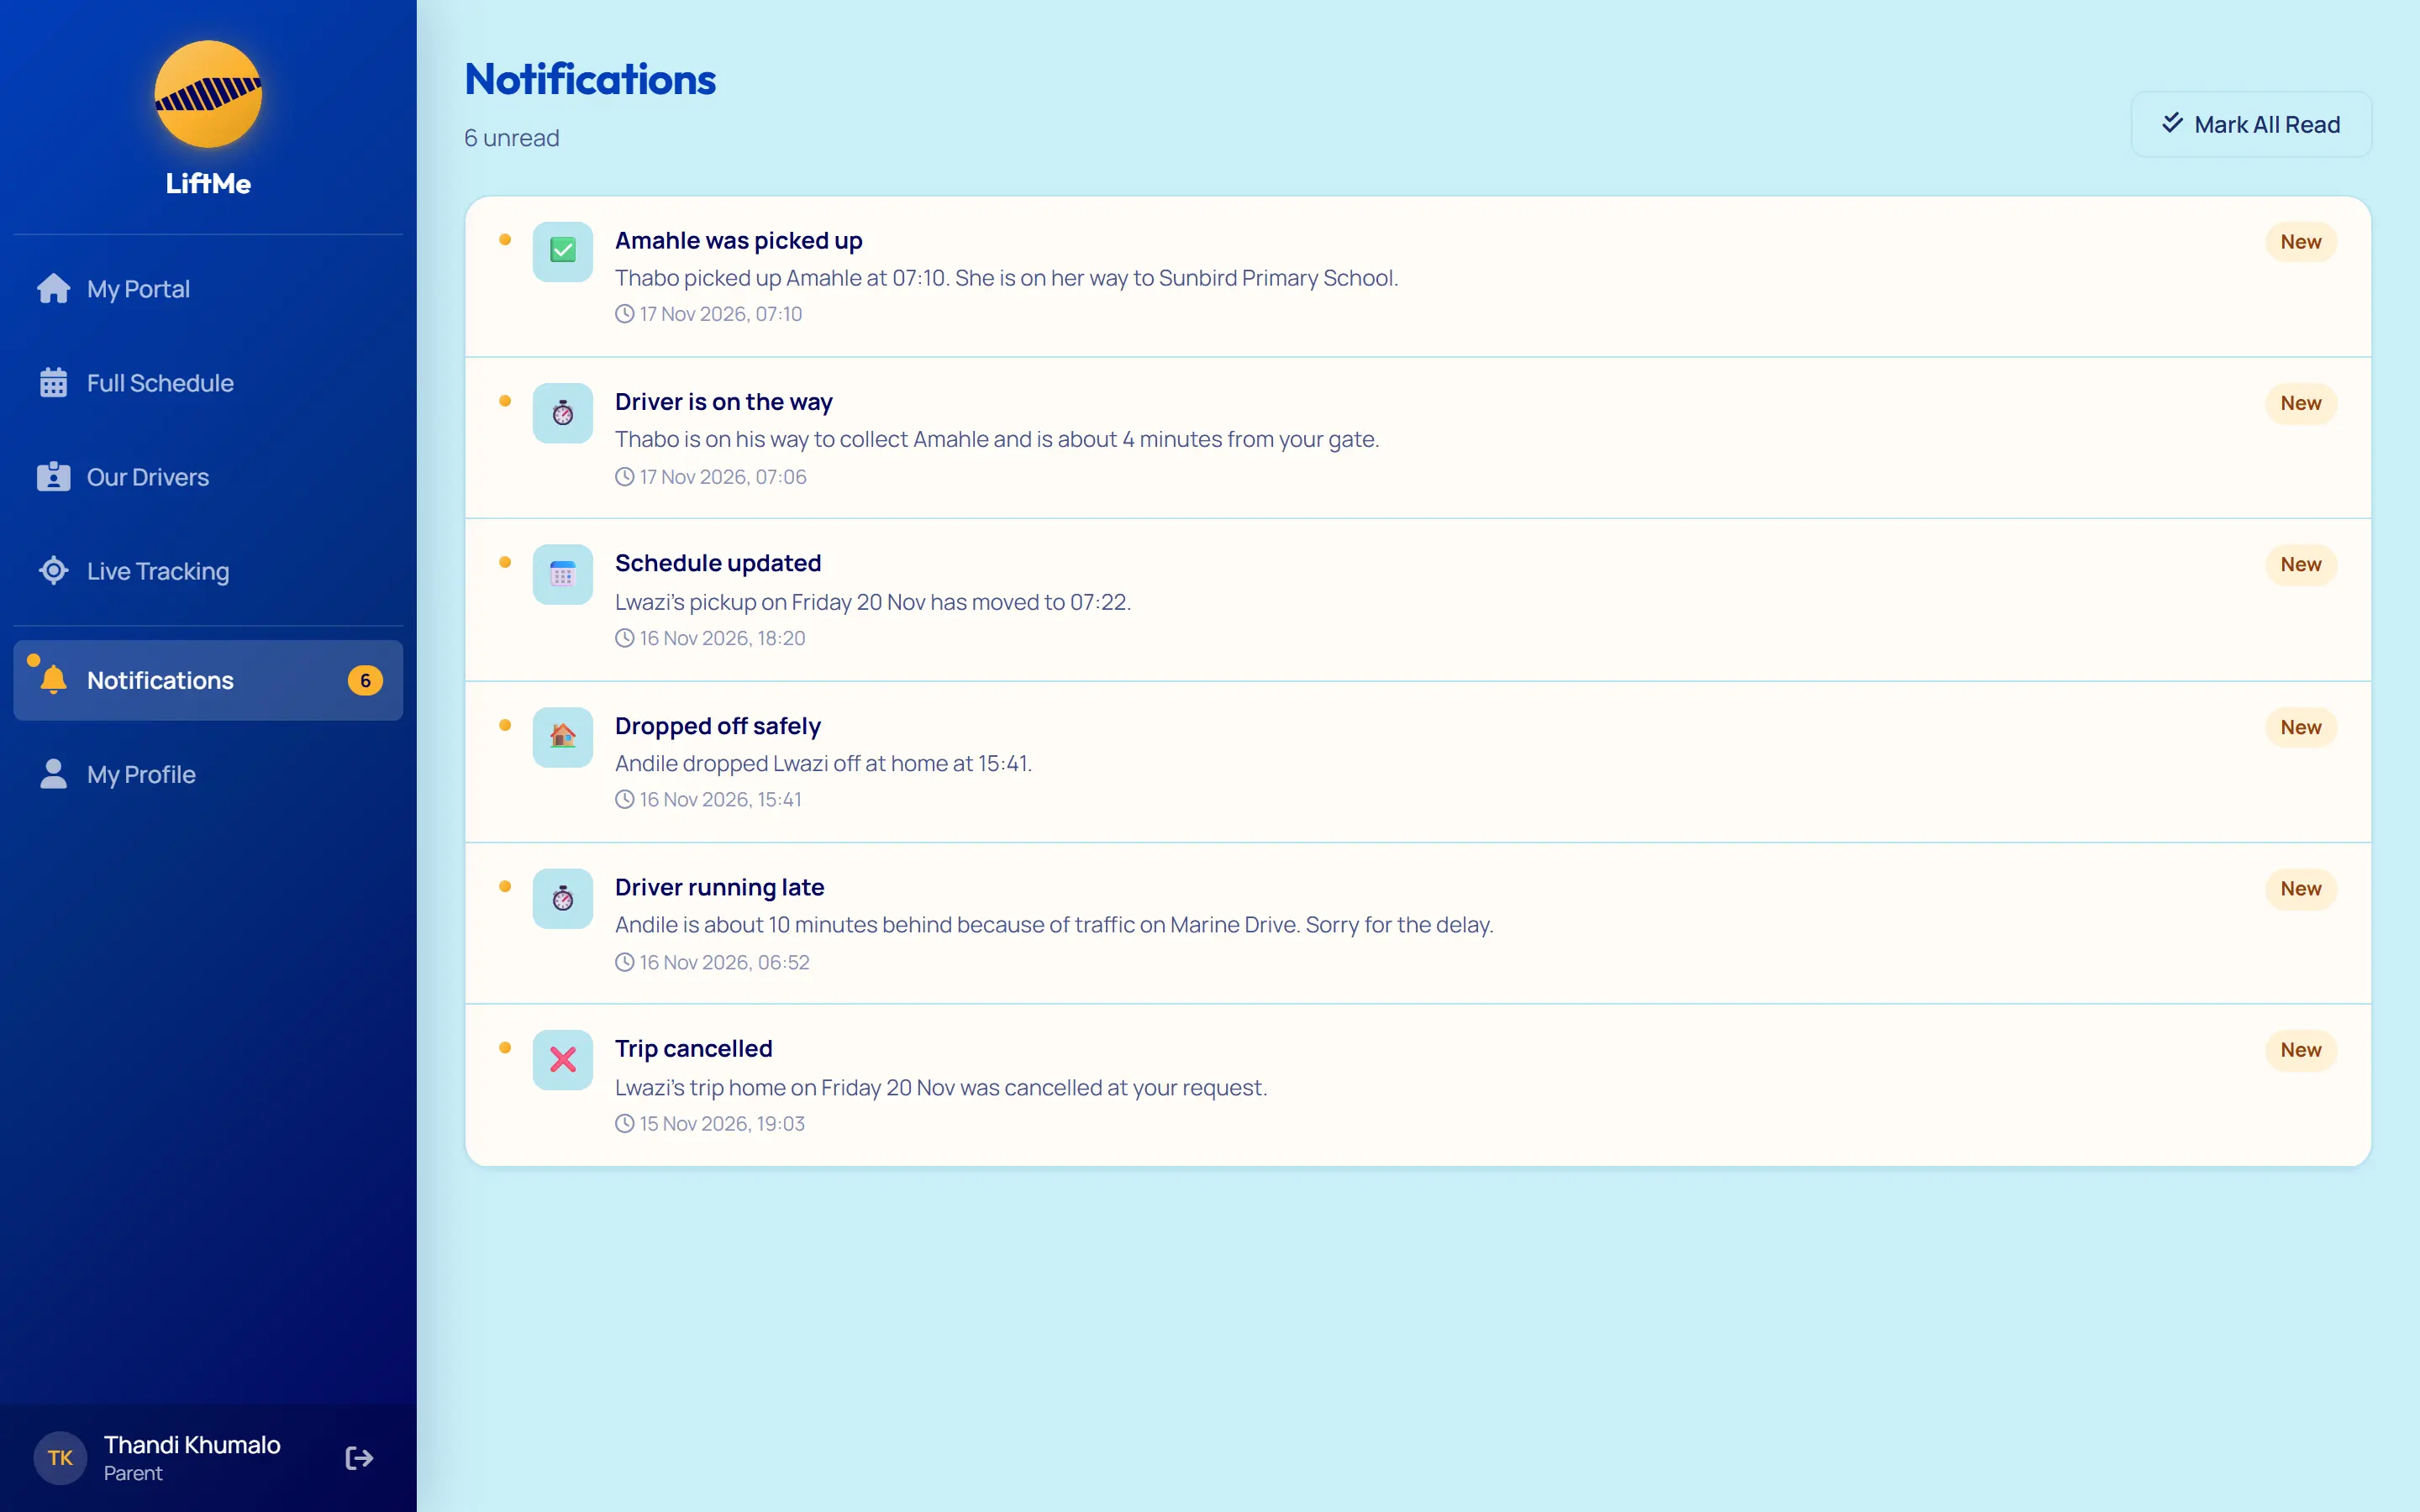 LiftMe
My Portal
Full Schedule
Our Drivers
Live Tracking
Notifications 6
My Profile
TK
Thandi Khumalo
Parent
Notifications
6 unread
Mark All Read
Amahle was picked up
New
Thabo picked up Amahle at 07:10. She is on her way to Sunbird Primary School.
17 Nov 2026, 07:10
Driver is on the way
New
Thabo is on his way to collect Amahle and is about 4 minutes from your gate.
17 Nov 2026, 07:06
Schedule updated
New
Lwazi's pickup on Friday 20 Nov has moved to 07:22.
16 Nov 2026, 18:20
Dropped off safely
New
Andile dropped Lwazi off at home at 15:41.
16 Nov 2026, 15:41
Driver running late
New
Andile is about 10 minutes behind because of traffic on Marine Drive. Sorry for the delay.
16 Nov 2026, 06:52
Trip cancelled
New
Lwazi's trip home on Friday 20 Nov was cancelled at your request.
15 Nov 2026, 19:03